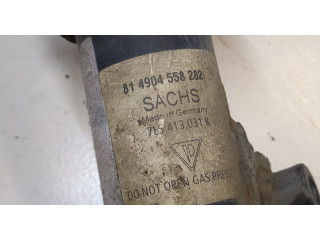 81 4904 558 282
SACHS
Made in Germany
7L5 413 031 K
DO NOT OPEN GAS PRES